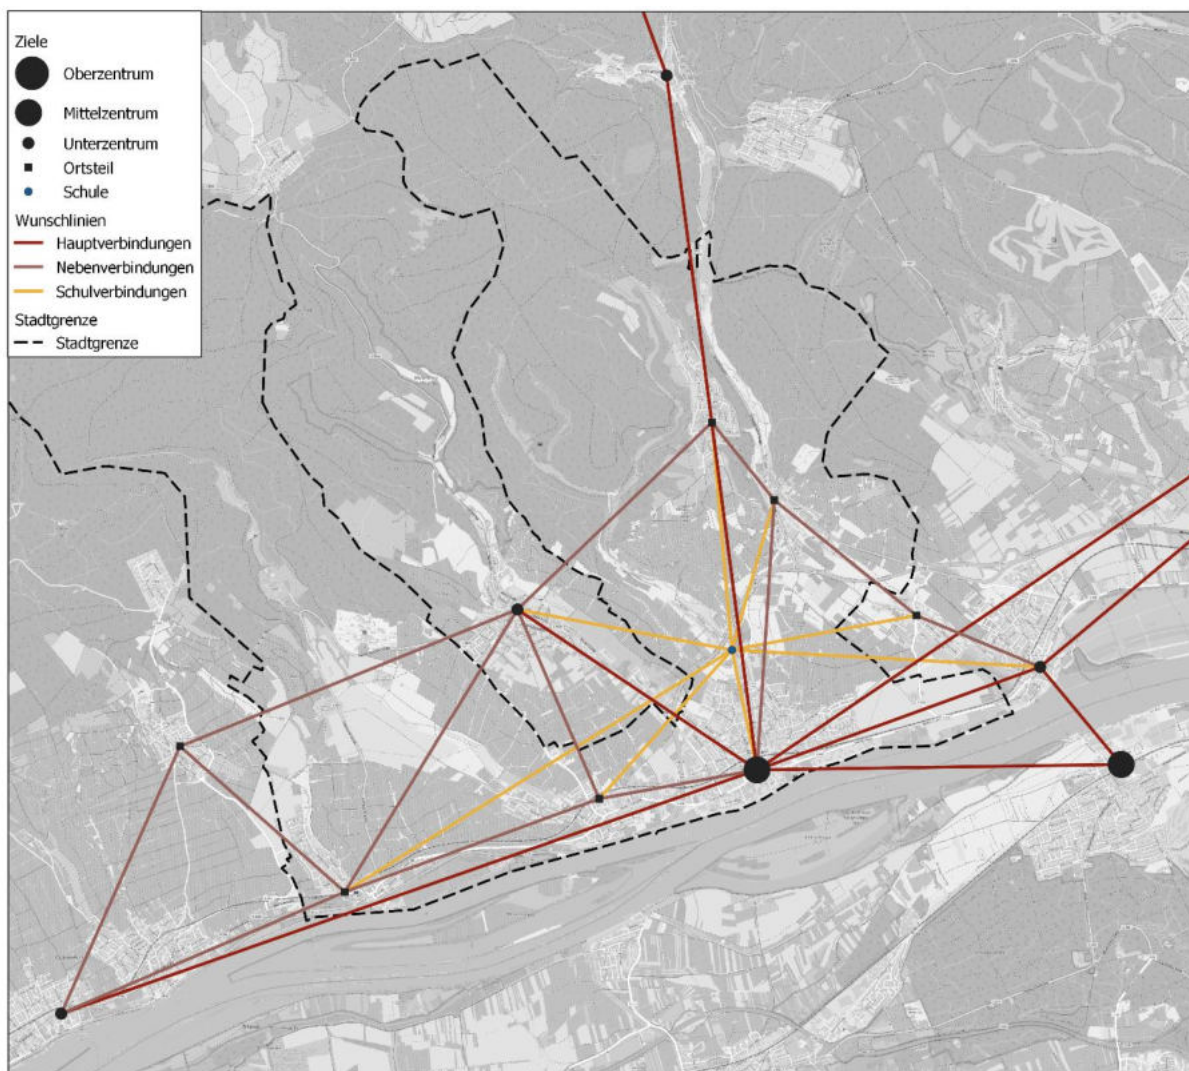 Ziele
Oberzentrum
Mittelzentrum
Unterzentrum
Ortsteil
Schule
Wunschlinien
Hauptverbindungen
Nebenverbindungen
Schulverbindungen
Stadtgrenze
Stadtgrenze